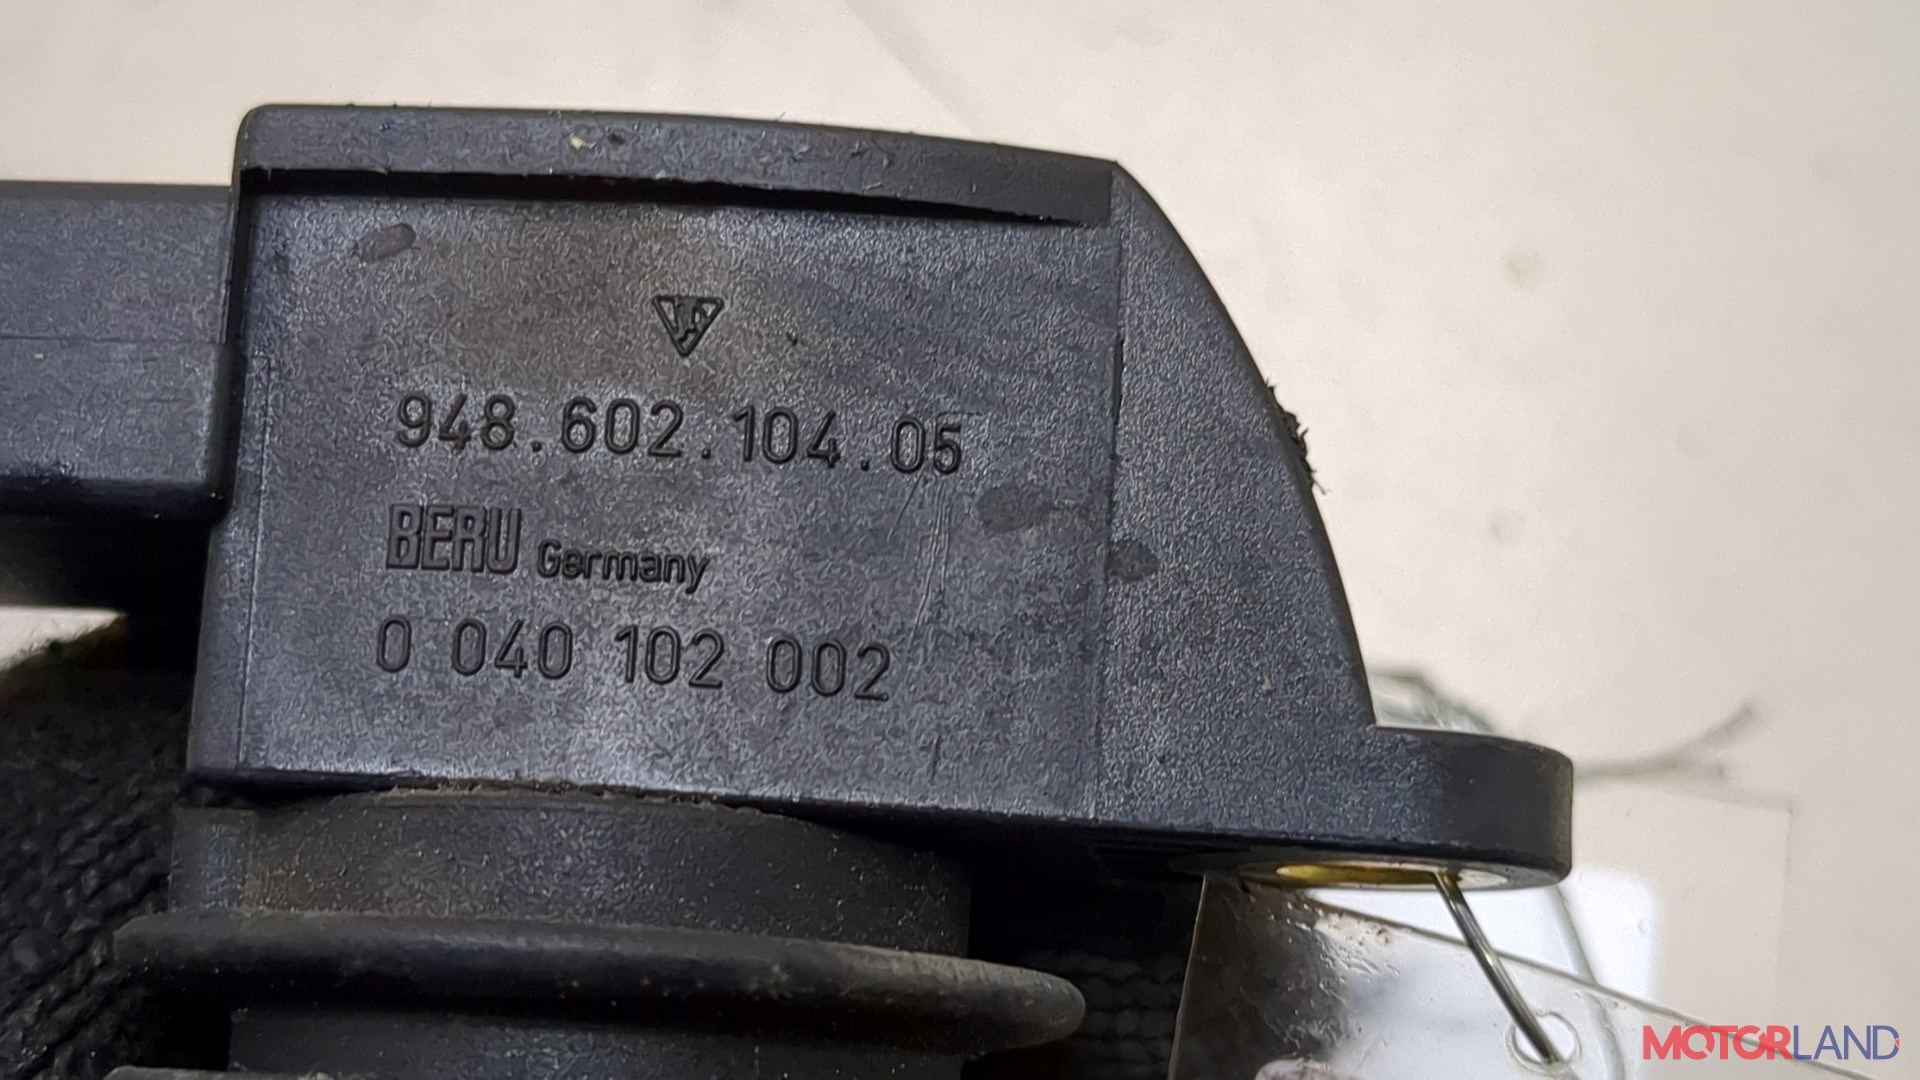 948.602.104.05
BERU Germany
0 040 102 002
MOTORLAND